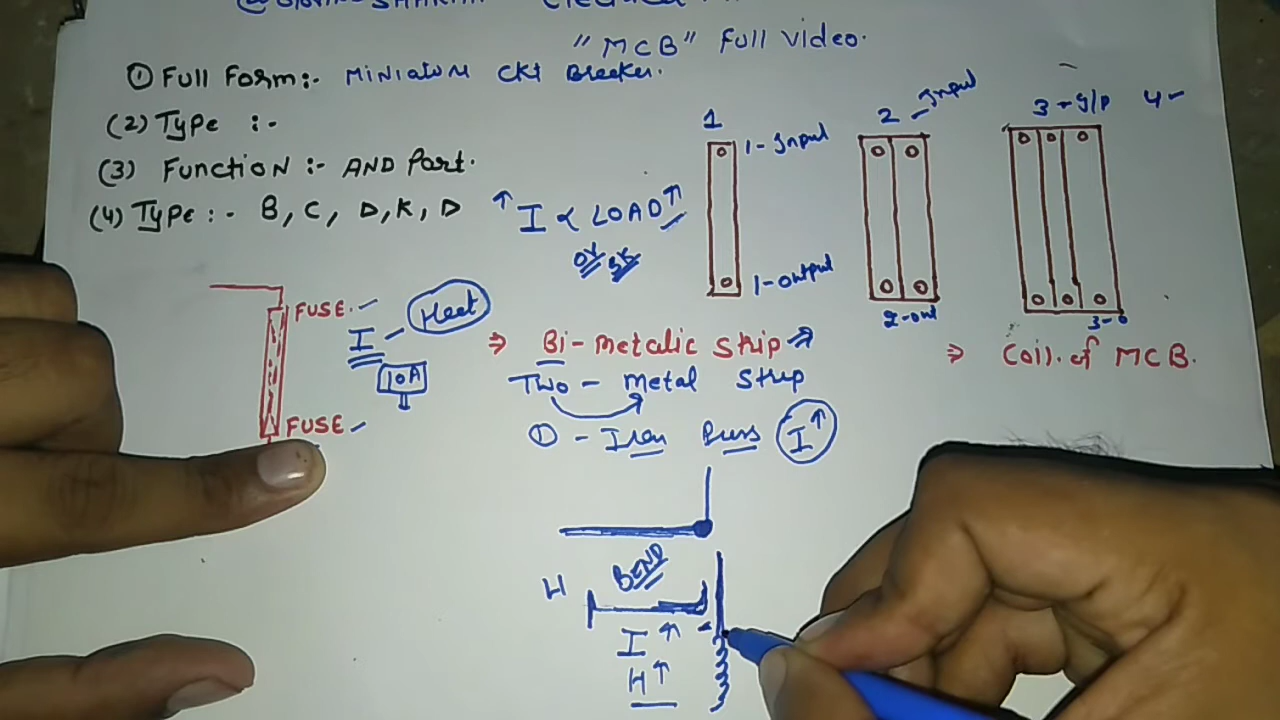 "MCB" Full Video.
① Full Form:- Miniature Ckt Breaker.
(2) Type :-
(3) Function :- AND Part.
(4) Type :- B, C, D, K, D
↑ I ∝ LOAD ↑
1
1 - Input
1 - output
2 - Input
2 - out
3 - I/P
3 - o
4 -
FUSE. -
I - Heat
10A
FUSE -
⇒ Bi - Metalic Strip
Two - Metal Strip
① - Iron Purss I↑
⇒ Coil. of MCB.
BEND
H
I ↑
H ↑